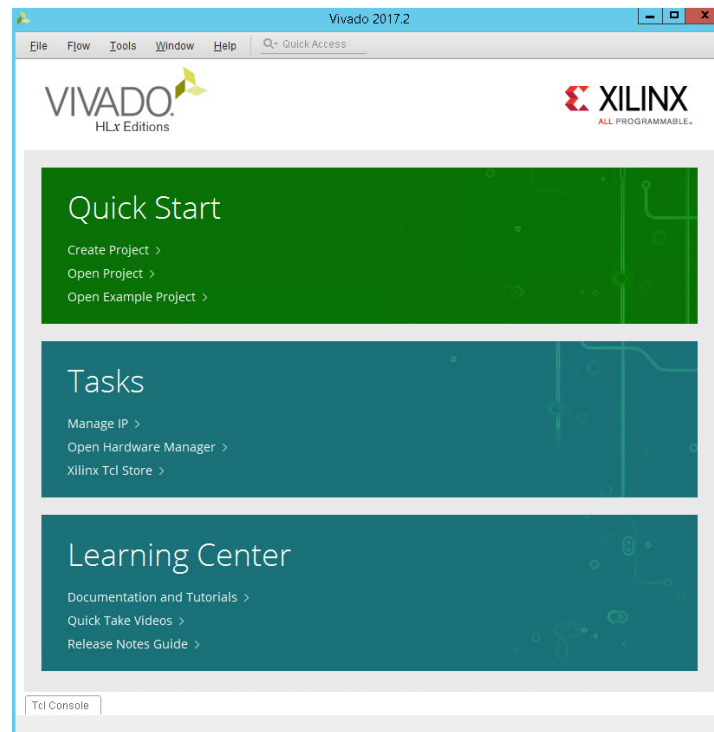 Vivado 2017.2
File Flow Tools Window Help Quick Access
VIVADO.
HLx Editions
XILINX
ALL PROGRAMMABLE™
Quick Start
Create Project >
Open Project >
Open Example Project >
Tasks
Manage IP >
Open Hardware Manager >
Xilinx Tcl Store >
Learning Center
Documentation and Tutorials >
Quick Take Videos >
Release Notes Guide >
Tcl Console